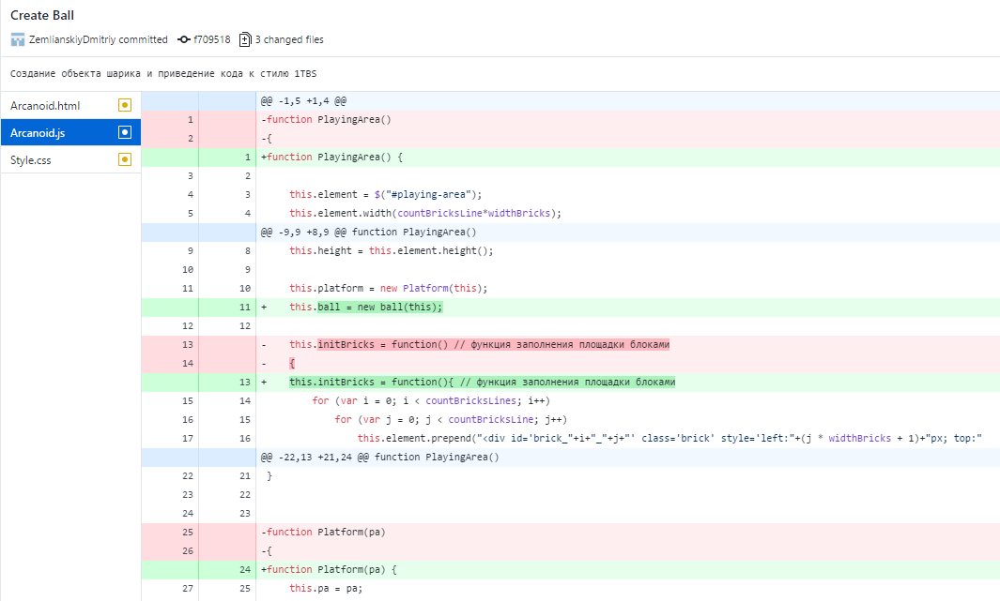 Create Ball
ZemlianskiyDmitriy committed f709518 3 changed files
Создание объекта шарика и приведение кода к стилю 1TBS
Arcanoid.html
Arcanoid.js
Style.css
@@ -1,5 +1,4 @@
1 -function PlayingArea()
2 -{
1 +function PlayingArea() {
3 2
4 3 this.element = $("#playing-area");
5 4 this.element.width(countBricksLine*widthBricks);
@@ -9,9 +8,9 @@ function PlayingArea()
9 8 this.height = this.element.height();
10 9
11 10 this.platform = new Platform(this);
11 + this.ball = new ball(this);
12 12
13 - this.initBricks = function() // функция заполнения площадки блоками
14 - {
13 + this.initBricks = function(){ // функция заполнения площадки блоками
15 14 for (var i = 0; i < countBricksLines; i++)
16 15 for (var j = 0; j < countBricksLine; j++)
17 16 this.element.prepend("<div id='brick_"+i+"_"+j+"' class='brick' style='left:"+(j * widthBricks + 1)+"px; top:"
@@ -22,13 +21,24 @@ function PlayingArea()
22 21 }
23 22
24 23
25 -function Platform(pa)
26 -{
24 +function Platform(pa) {
27 25 this.pa = pa;